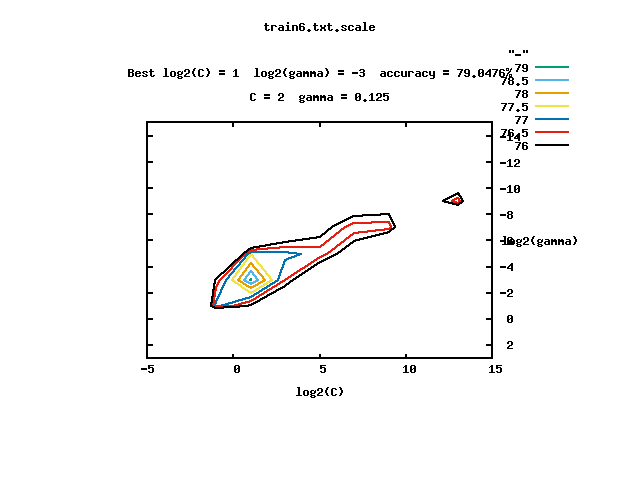 train6.txt.scale
"-"
Best log2(C) = 1  log2(gamma) = -3  accuracy = 79.0476%
79
78.5
C = 2  gamma = 0.125
78
77.5
77
76.5
76
-14
-12
-10
-8
-6
log2(gamma)
-4
-2
0
2
-5 0 5 10 15
log2(C)